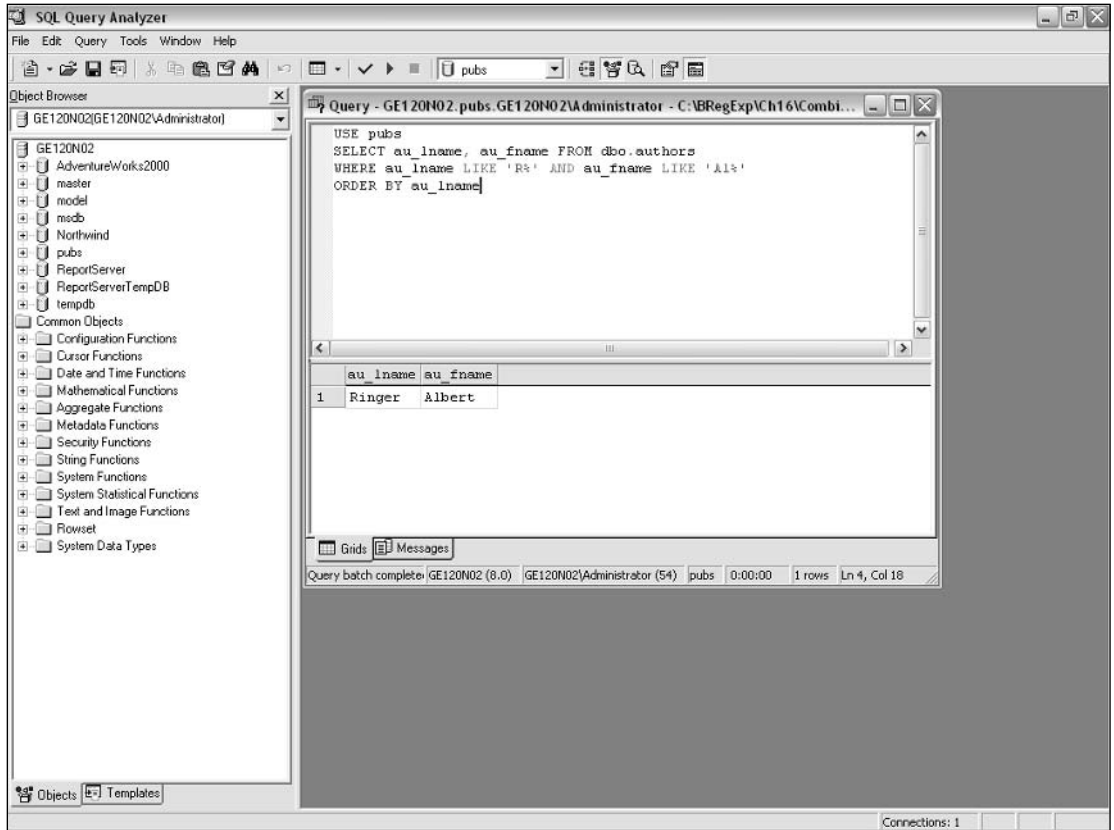 SQL Query Analyzer
File Edit Query Tools Window Help
pubs
Object Browser
GE120N02(GE120N02\Administrator)
GE120N02
AdventureWorks2000
master
model
msdb
Northwind
pubs
ReportServer
ReportServerTempDB
tempdb
Common Objects
Configuration Functions
Cursor Functions
Date and Time Functions
Mathematical Functions
Aggregate Functions
Metadata Functions
Security Functions
String Functions
System Functions
System Statistical Functions
Text and Image Functions
Rowset
System Data Types
Objects Templates
Query - GE120N02.pubs.GE120N02\Administrator - C:\BRegExp\Ch16\Combi...
USE pubs
SELECT au_lname, au_fname FROM dbo.authors
WHERE au_lname LIKE 'R%' AND au_fname LIKE 'Al%'
ORDER BY au_lname
au_lname au_fname
1 Ringer Albert
Grids Messages
Query batch complete GE120N02 (8.0) GE120N02\Administrator (54) pubs 0:00:00 1 rows Ln 4, Col 18
Connections: 1